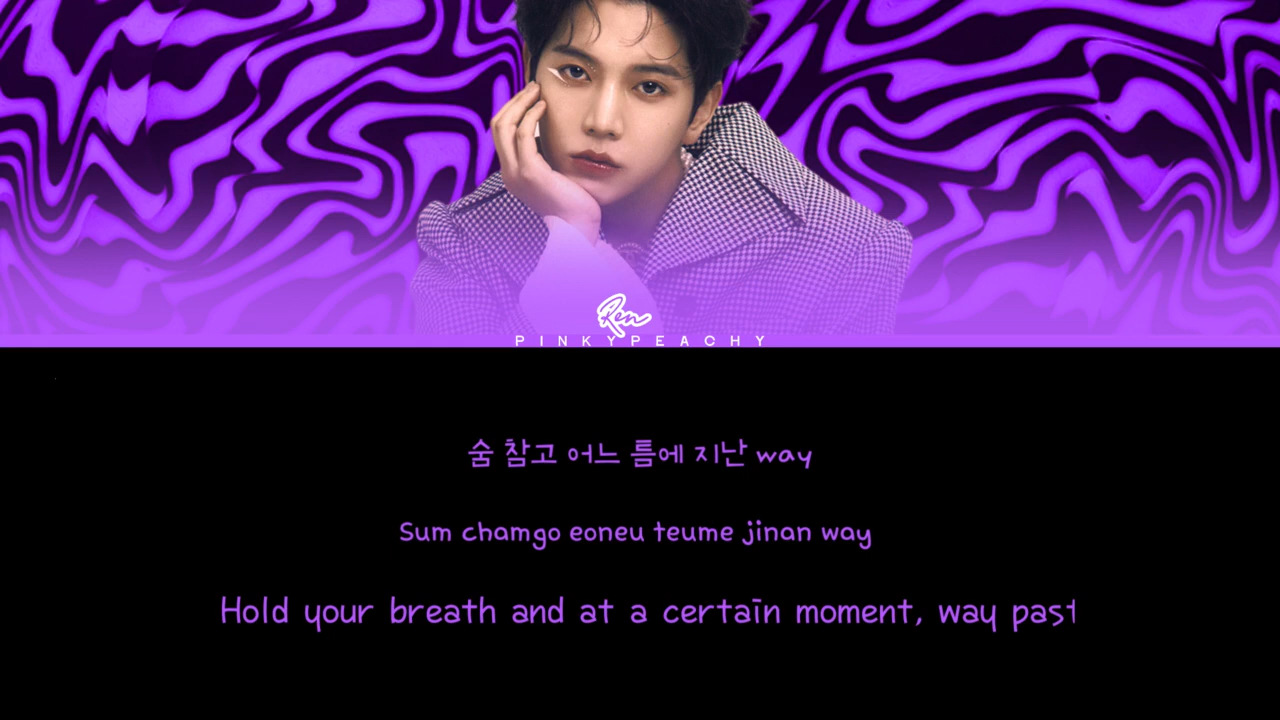 Ren
PINKYPEACHY
숨 참고 어느 틈에 지난 way
Sum chamgo eoneu teume jinan way
Hold your breath and at a certain moment, way past